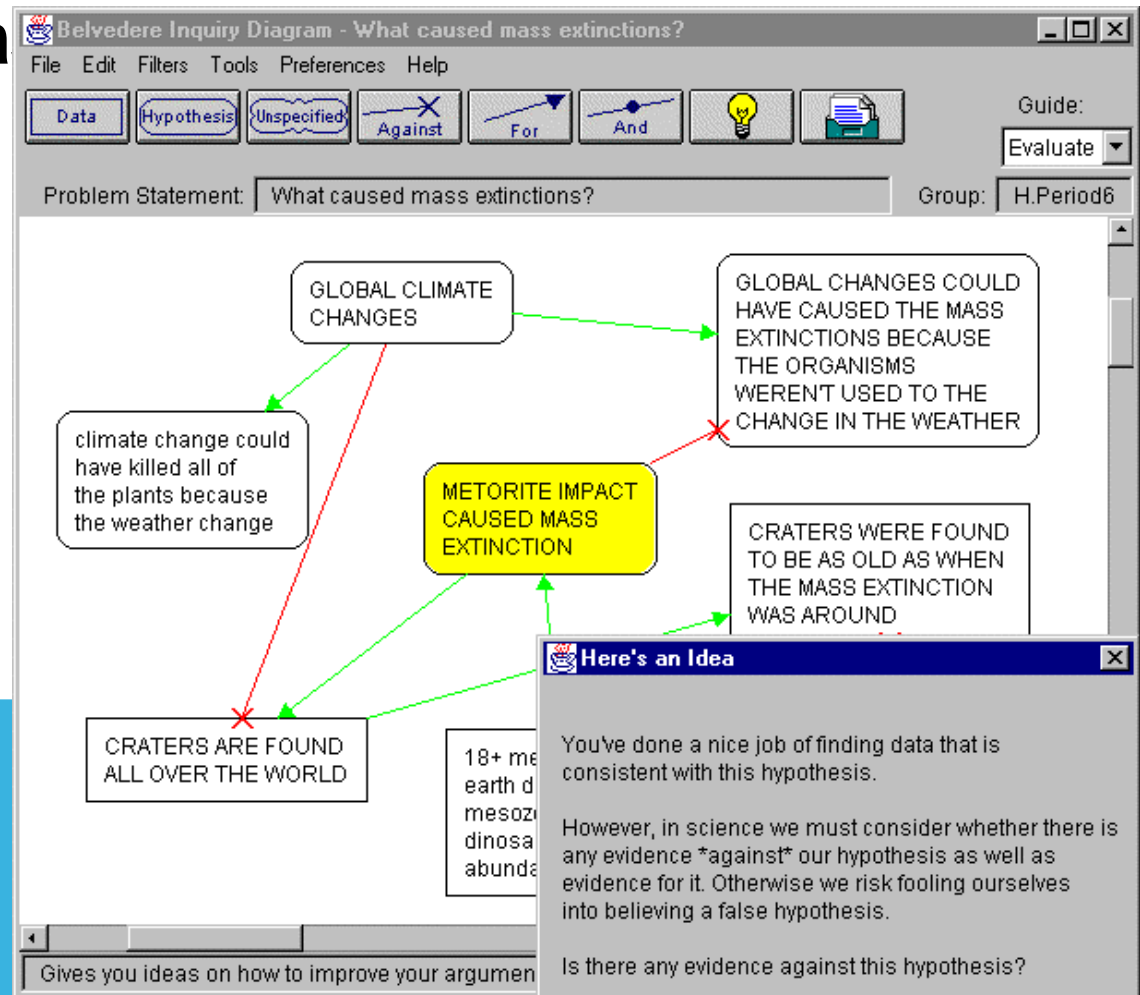 Belvedere Inquiry Diagram - What caused mass extinctions?
File Edit Filters Tools Preferences Help
Data Hypothesis Unspecified Against For And
Guide:
Evaluate
Problem Statement: What caused mass extinctions? Group: H.Period6
GLOBAL CLIMATE
CHANGES
GLOBAL CHANGES COULD
HAVE CAUSED THE MASS
EXTINCTIONS BECAUSE
THE ORGANISMS
WEREN'T USED TO THE
CHANGE IN THE WEATHER
climate change could
have killed all of
the plants because
the weather change
METORITE IMPACT
CAUSED MASS
EXTINCTION
CRATERS WERE FOUND
TO BE AS OLD AS WHEN
THE MASS EXTINCTION
WAS AROUND
CRATERS ARE FOUND
ALL OVER THE WORLD
18+ me
earth d
mesozo
dinosa
abunda
Here's an Idea
You've done a nice job of finding data that is
consistent with this hypothesis.
However, in science we must consider whether there is
any evidence *against* our hypothesis as well as
evidence for it. Otherwise we risk fooling ourselves
into believing a false hypothesis.
Is there any evidence against this hypothesis?
Gives you ideas on how to improve your argumen